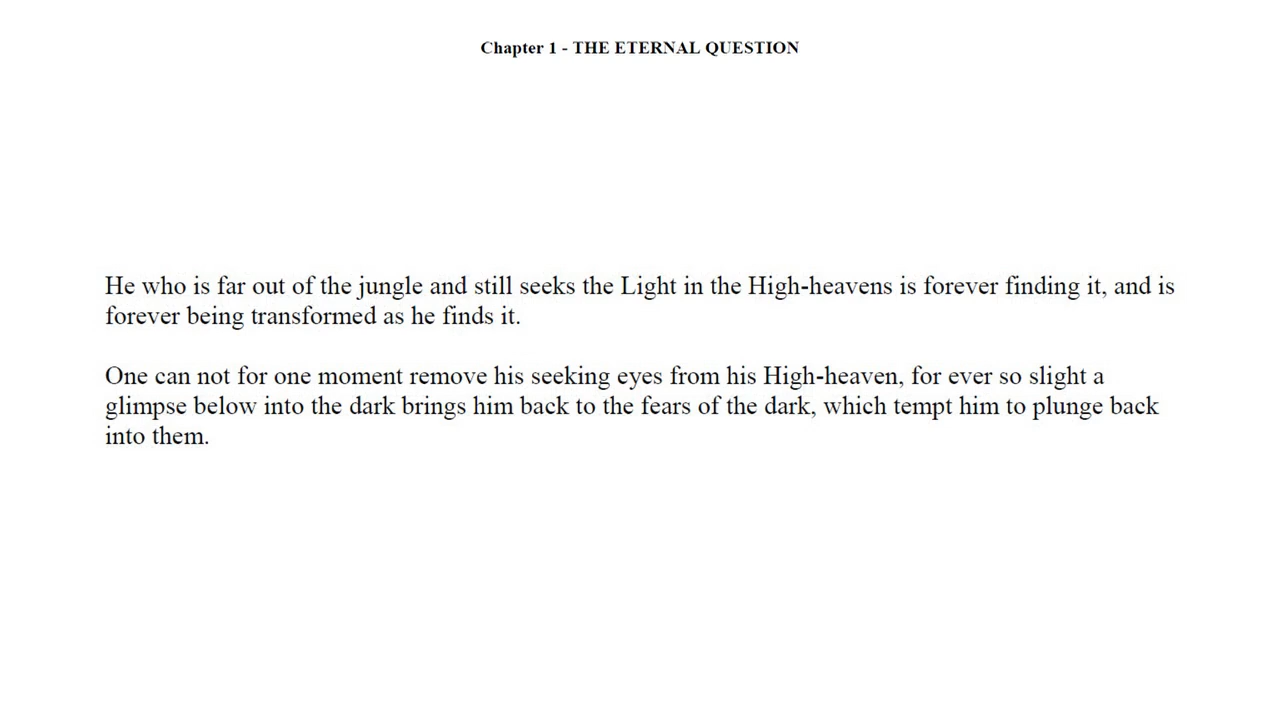 Chapter 1 - THE ETERNAL QUESTION
He who is far out of the jungle and still seeks the Light in the High-heavens is forever finding it, and is
forever being transformed as he finds it.
One can not for one moment remove his seeking eyes from his High-heaven, for ever so slight a
glimpse below into the dark brings him back to the fears of the dark, which tempt him to plunge back
into them.